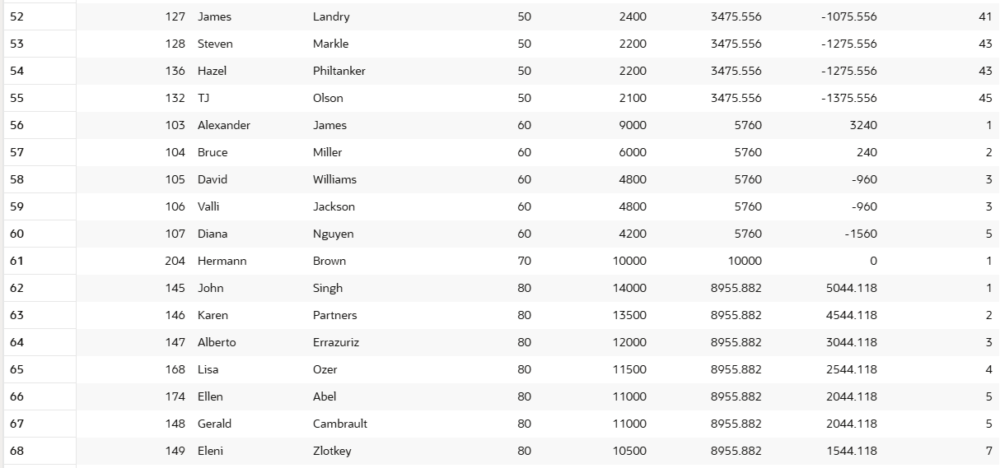 52 127 James Landry 50 2400 3475.556 -1075.556 41
53 128 Steven Markle 50 2200 3475.556 -1275.556 43
54 136 Hazel Philtanker 50 2200 3475.556 -1275.556 43
55 132 TJ Olson 50 2100 3475.556 -1375.556 45
56 103 Alexander James 60 9000 5760 3240 1
57 104 Bruce Miller 60 6000 5760 240 2
58 105 David Williams 60 4800 5760 -960 3
59 106 Valli Jackson 60 4800 5760 -960 3
60 107 Diana Nguyen 60 4200 5760 -1560 5
61 204 Hermann Brown 70 10000 10000 0 1
62 145 John Singh 80 14000 8955.882 5044.118 1
63 146 Karen Partners 80 13500 8955.882 4544.118 2
64 147 Alberto Errazuriz 80 12000 8955.882 3044.118 3
65 168 Lisa Ozer 80 11500 8955.882 2544.118 4
66 174 Ellen Abel 80 11000 8955.882 2044.118 5
67 148 Gerald Cambrault 80 11000 8955.882 2044.118 5
68 149 Eleni Zlotkey 80 10500 8955.882 1544.118 7